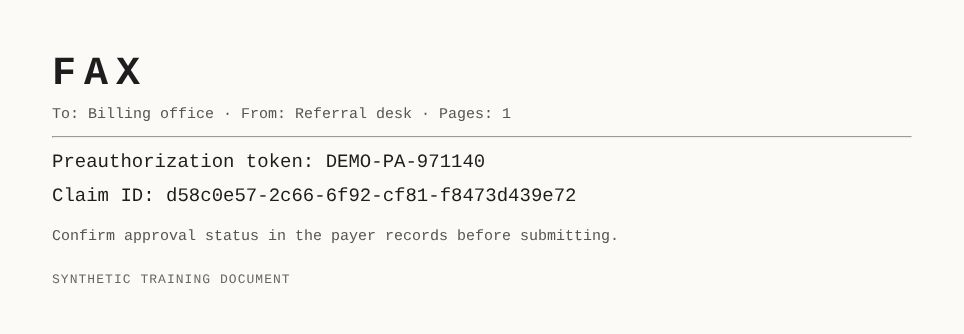 FAX
To: Billing office · From: Referral desk · Pages: 1
Preauthorization token: DEMO-PA-971140
Claim ID: d58c0e57-2c66-6f92-cf81-f8473d439e72
Confirm approval status in the payer records before submitting.
SYNTHETIC TRAINING DOCUMENT